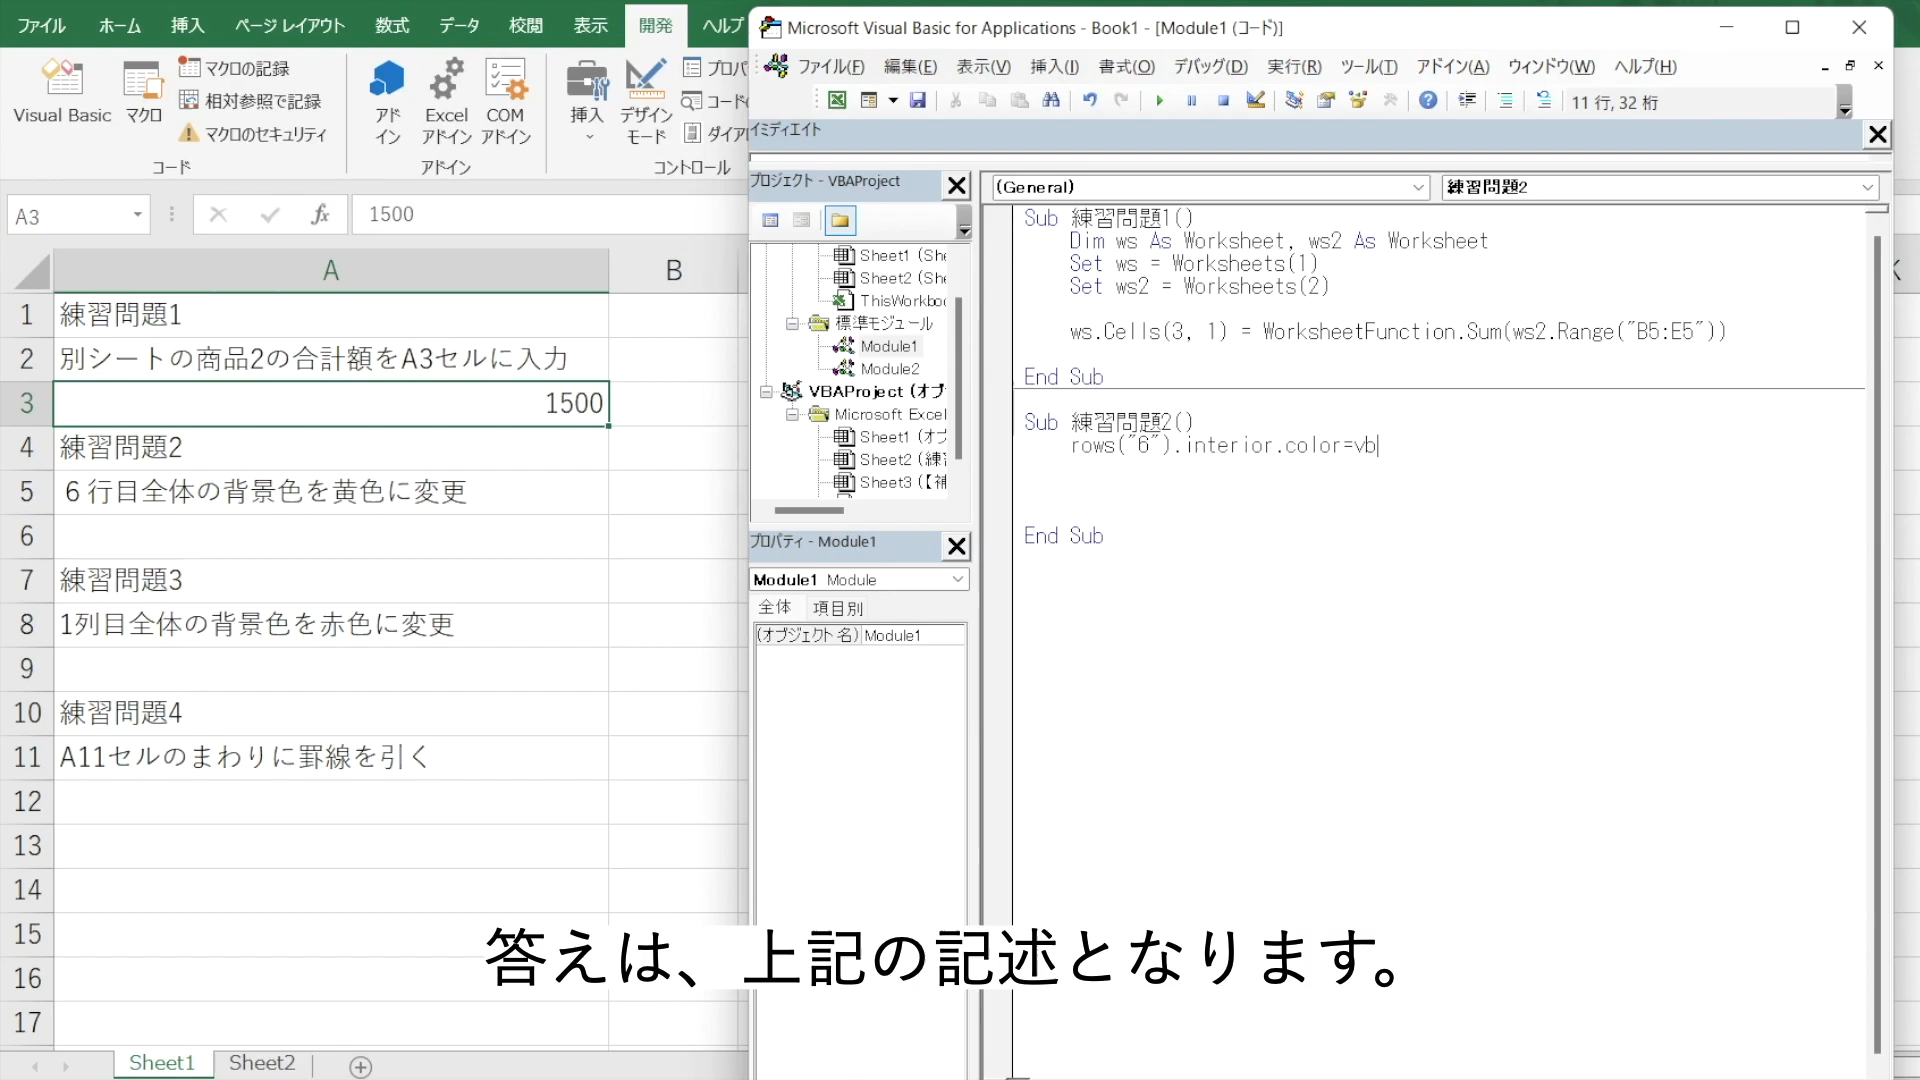 ファイル ホーム 挿入 ページ レイアウト 数式 データ 校閲 表示 開発 ヘルプ
Visual Basic
マクロ
マクロの記録
相対参照で記録
マクロのセキュリティ
コード
アド
イン
Excel
アドイン
COM
アドイン
アドイン
挿入
デザイン
モード
コントロール
A3
fx
1500
A B
1 練習問題1
2 別シートの商品2の合計額をA3セルに入力
3 1500
4 練習問題2
5 ６行目全体の背景色を黄色に変更
6
7 練習問題3
8 1列目全体の背景色を赤色に変更
9
10 練習問題4
11 A11セルのまわりに罫線を引く
12
13
14
15
16
17
Sheet1 Sheet2
Microsoft Visual Basic for Applications - Book1 - [Module1 (コード)]
ファイル(F) 編集(E) 表示(V) 挿入(I) 書式(O) デバッグ(D) 実行(R) ツール(T) アドイン(A) ウィンドウ(W) ヘルプ(H)
11 行, 32 桁
イミディエイト
プロジェクト - VBAProject
Sheet1 (She
Sheet2 (She
ThisWorkboo
標準モジュール
Module1
Module2
VBAProject (オブ
Microsoft Excel
Sheet1 (オブ
Sheet2 (練
Sheet3 (【補
プロパティ - Module1
Module1 Module
全体 項目別
(オブジェクト名) Module1
(General) 練習問題2
Sub 練習問題1()
Dim ws As Worksheet, ws2 As Worksheet
Set ws = Worksheets(1)
Set ws2 = Worksheets(2)
ws.Cells(3, 1) = WorksheetFunction.Sum(ws2.Range("B5:E5"))
End Sub
Sub 練習問題2()
rows("6").interior.color=vb
End Sub
答えは、上記の記述となります。